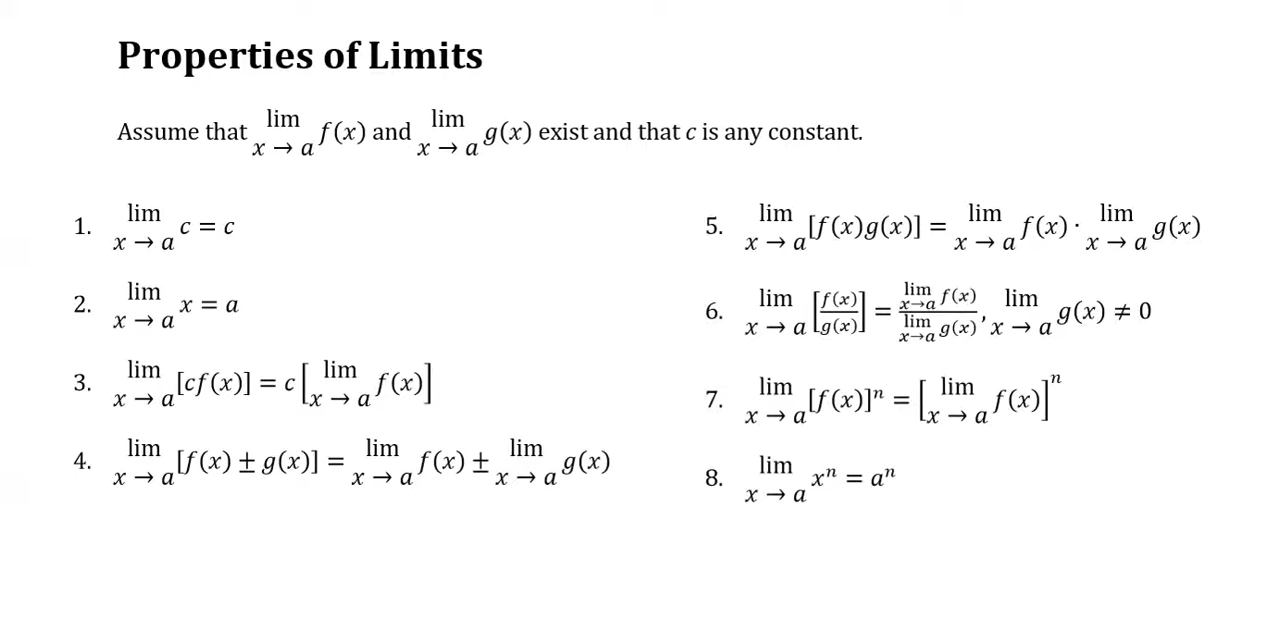 Properties of Limits
Assume that lim x → a f(x) and lim x → a g(x) exist and that c is any constant.
1. lim x → a c = c
2. lim x → a x = a
3. lim x → a [cf(x)] = c [lim x → a f(x)]
4. lim x → a [f(x) ± g(x)] = lim x → a f(x) ± lim x → a g(x)
5. lim x → a [f(x)g(x)] = lim x → a f(x) · lim x → a g(x)
6. lim x → a [f(x)/g(x)] = lim x→a f(x) / lim x→a g(x), lim x → a g(x) ≠ 0
7. lim x → a [f(x)]ⁿ = [lim x → a f(x)]ⁿ
8. lim x → a xⁿ = aⁿ